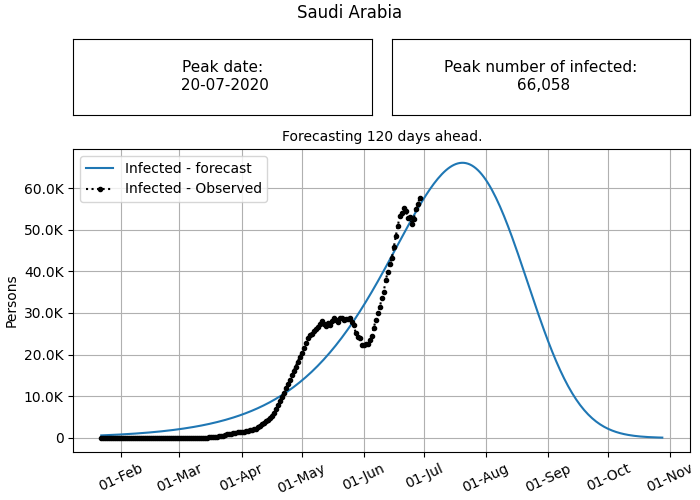 Saudi Arabia
Peak date:
20-07-2020
Peak number of infected:
66,058
Forecasting 120 days ahead.
Infected - forecast
Infected - Observed
Persons
60.0K
50.0K
40.0K
30.0K
20.0K
10.0K
0
01-Feb
01-Mar
01-Apr
01-May
01-Jun
01-Jul
01-Aug
01-Sep
01-Oct
01-Nov